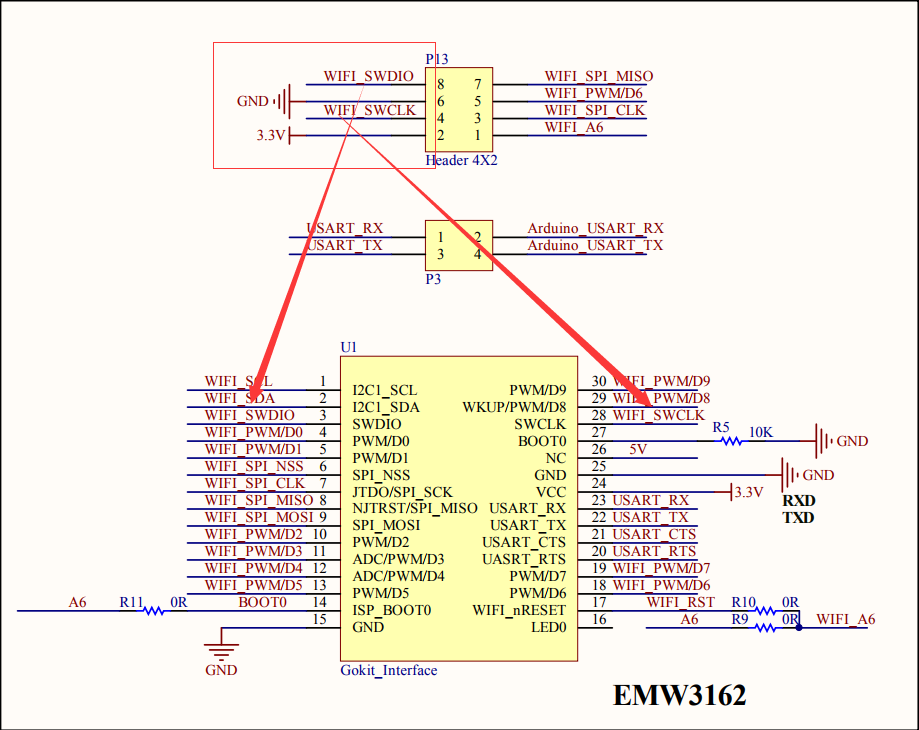 P13
WIFI_SWDIO 8 7 WIFI_SPI_MISO
GND 6 5 WIFI_PWM/D6
WIFI_SWCLK 4 3 WIFI_SPI_CLK
3.3V 2 1 WIFI_A6
Header 4X2
USART_RX 1 2 Arduino_USART_RX
USART_TX 3 4 Arduino_USART_TX
P3
U1
WIFI_SCL 1 I2C1_SCL PWM/D9 30 WIFI_PWM/D9
WIFI_SDA 2 I2C1_SDA WKUP/PWM/D8 29 WIFI_PWM/D8
WIFI_SWDIO 3 SWDIO SWCLK 28 WIFI_SWCLK
WIFI_PWM/D0 4 PWM/D0 BOOT0 27 R5 10K GND
WIFI_PWM/D1 5 PWM/D1 NC 26 5V
WIFI_SPI_NSS 6 SPI_NSS GND 25 GND
WIFI_SPI_CLK 7 JTDO/SPI_SCK VCC 24 3.3V
WIFI_SPI_MISO 8 NJTRST/SPI_MISO USART_RX 23 USART_RX RXD
WIFI_SPI_MOSI 9 SPI_MOSI USART_TX 22 USART_TX TXD
WIFI_PWM/D2 10 PWM/D2 USART_CTS 21 USART_CTS
WIFI_PWM/D3 11 ADC/PWM/D3 UASRT_RTS 20 USART_RTS
WIFI_PWM/D4 12 ADC/PWM/D4 PWM/D7 19 WIFI_PWM/D7
WIFI_PWM/D5 13 PWM/D5 PWM/D6 18 WIFI_PWM/D6
A6 R11 0R BOOT0 14 ISP_BOOT0 WIFI_nRESET 17 WIFI_RST R10 0R
15 GND LED0 16 A6 R9 0R WIFI_A6
GND
Gokit_Interface
EMW3162